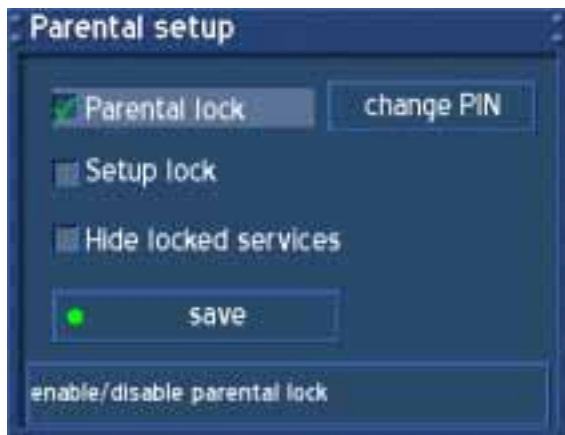 Parental setup
Parental lock
change PIN
Setup lock
Hide locked services
save
enable/disable parental lock